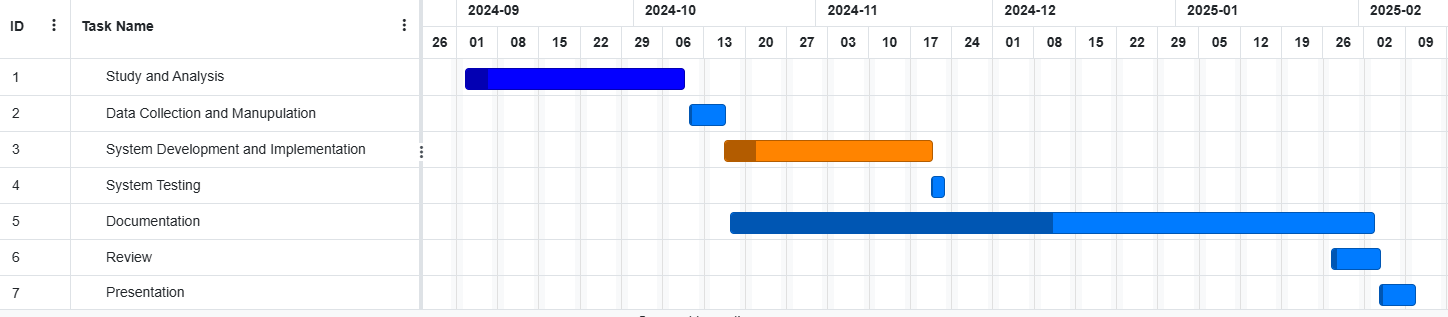 ID Task Name 2024-09 2024-10 2024-11 2024-12 2025-01 2025-02
26 01 08 15 22 29 06 13 20 27 03 10 17 24 01 08 15 22 29 05 12 19 26 02 09
1 Study and Analysis
2 Data Collection and Manupulation
3 System Development and Implementation
4 System Testing
5 Documentation
6 Review
7 Presentation